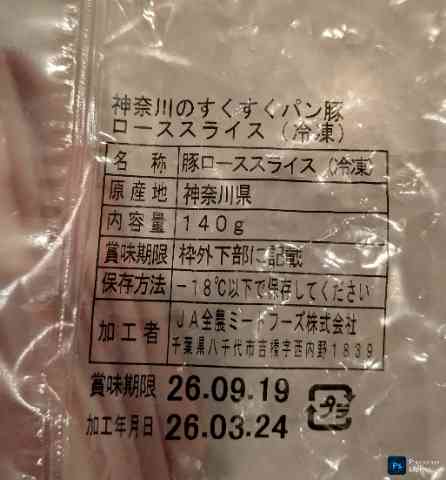 神奈川のすくすくパン豚
ローススライス（冷凍）
名称 豚ローススライス（冷凍）
原産地 神奈川県
内容量 140g
賞味期限 枠外下部に記載
保存方法 -18℃以下で保存してください
加工者 JA全農ミートフーズ株式会社
千葉県八千代市吉橋字西内野1839
賞味期限 26.09.19
加工年月日 26.03.24
プラ
Ps